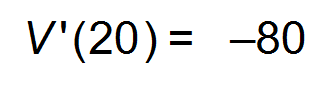 V'(20) = –80